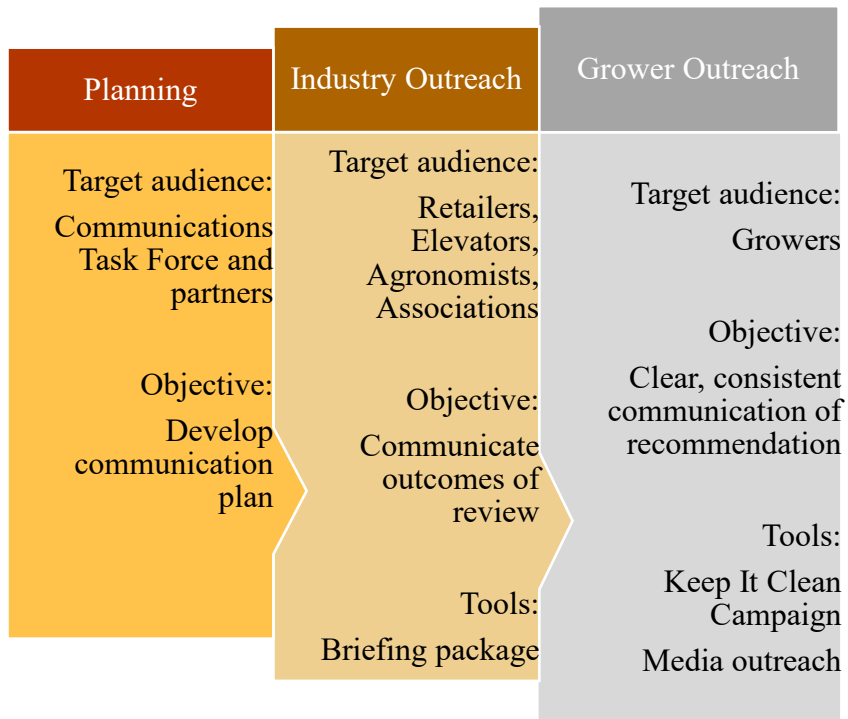 Planning
Target audience:
Communications
Task Force and
partners
Objective:
Develop
communication
plan
Industry Outreach
Target audience:
Retailers,
Elevators,
Agronomists,
Associations
Objective:
Communicate
outcomes of
review
Tools:
Briefing package
Grower Outreach
Target audience:
Growers
Objective:
Clear, consistent
communication of
recommendation
Tools:
Keep It Clean
Campaign
Media outreach